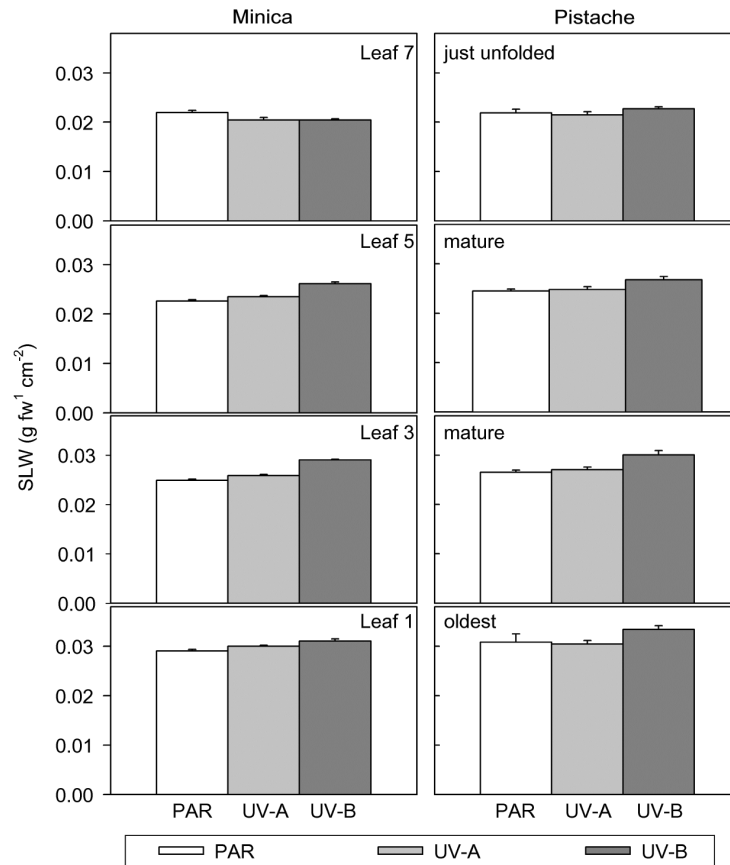 Minica Pistache
Leaf 7 just unfolded
0.03
0.02
0.01
0.00
Leaf 5 mature
0.03
0.02
0.01
0.00
Leaf 3 mature
0.03
0.02
0.01
0.00
Leaf 1 oldest
0.03
0.02
0.01
0.00
SLW (g fw¹ cm⁻²)
PAR UV-A UV-B PAR UV-A UV-B
PAR UV-A UV-B